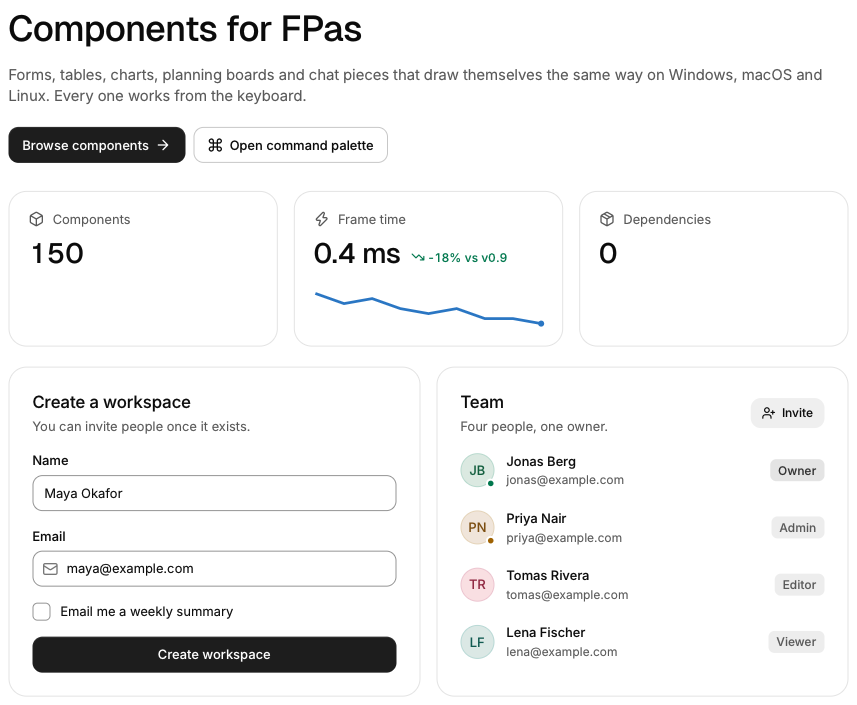 Components for FPas
Forms, tables, charts, planning boards and chat pieces that draw themselves the same way on Windows, macOS and
Linux. Every one works from the keyboard.
Browse components
Open command palette
Components
150
Frame time
0.4 ms
-18% vs v0.9
Dependencies
0
Create a workspace
You can invite people once it exists.
Name
Maya Okafor
Email
maya@example.com
Email me a weekly summary
Create workspace
Team
Four people, one owner.
Invite
JB
Jonas Berg
jonas@example.com
Owner
PN
Priya Nair
priya@example.com
Admin
TR
Tomas Rivera
tomas@example.com
Editor
LF
Lena Fischer
lena@example.com
Viewer